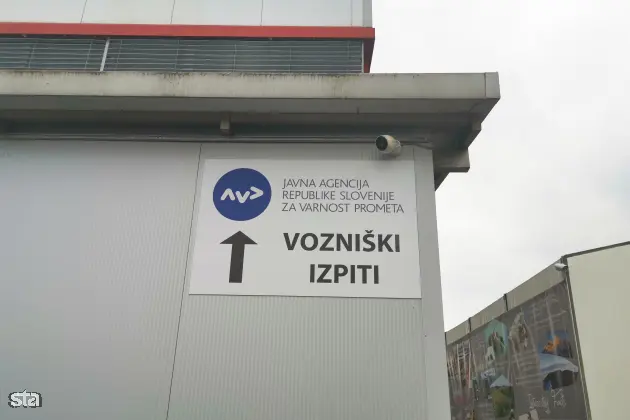 AVP
JAVNA AGENCIJA
REPUBLIKE SLOVENIJE
ZA VARNOST PROMETA
VOZNIŠKI
IZPITI
sta